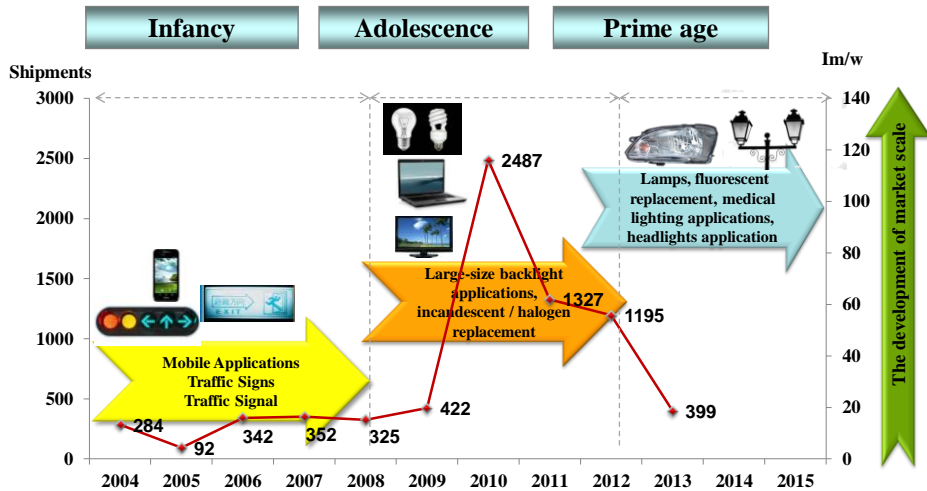 Infancy
Adolescence
Prime age
Shipments
Im/w
3000
2500
2000
1500
1000
500
0
140
120
100
80
60
40
20
0
The development of market scale
Lamps, fluorescent
replacement, medical
lighting applications,
headlights application
Large-size backlight
applications,
incandescent / halogen
replacement
EXIT
Mobile Applications
Traffic Signs
Traffic Signal
284
92
342
352
325
422
2487
1327
1195
399
2004 2005 2006 2007 2008 2009 2010 2011 2012 2013 2014 2015